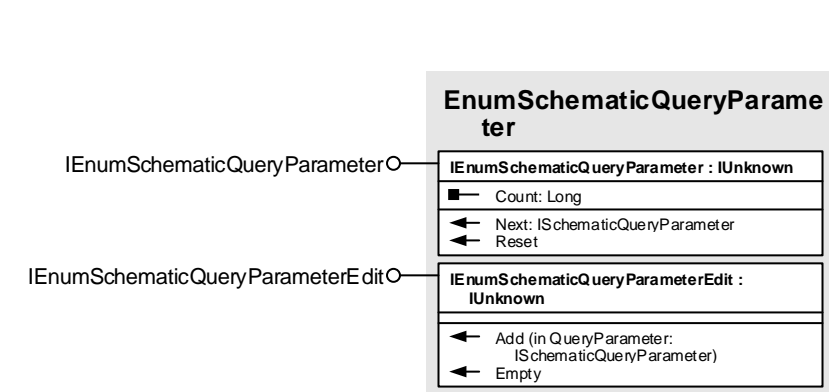 EnumSchematicQueryParame
ter
IEnumSchematicQueryParameter
IEnumSchematicQueryParameter : IUnknown
Count: Long
Next: ISchematicQueryParameter
Reset
IEnumSchematicQueryParameterEdit
IEnumSchematicQueryParameterEdit :
IUnknown
Add (in QueryParameter:
ISchematicQueryParameter)
Empty